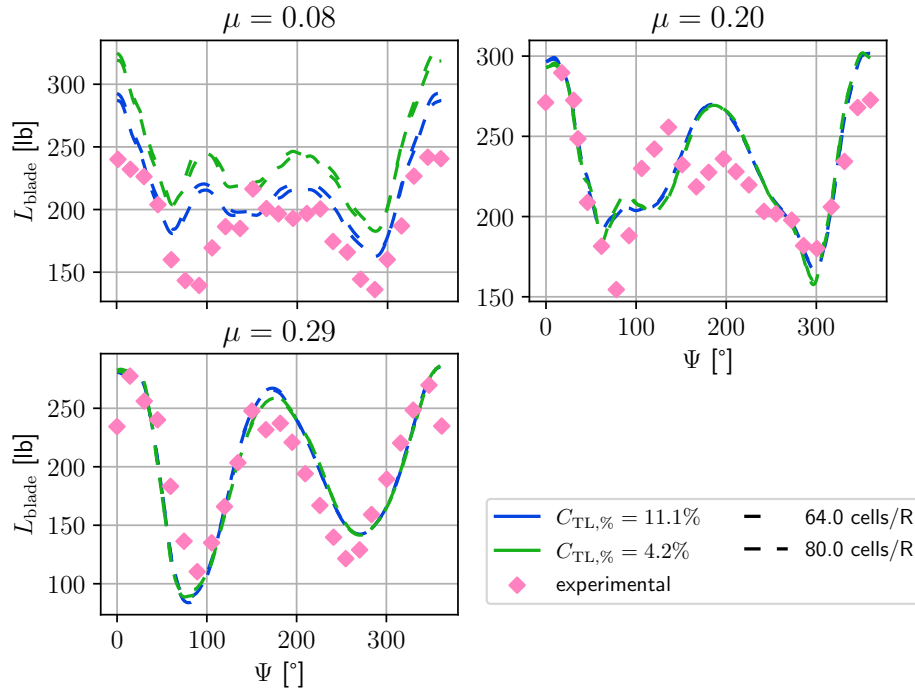 μ = 0.08
μ = 0.20
300
250
200
150
L_blade [lb]
300
250
200
150
0
100
200
300
Ψ [°]
μ = 0.29
250
200
150
100
L_blade [lb]
0
100
200
300
Ψ [°]
C_TL,% = 11.1%
64.0 cells/R
C_TL,% = 4.2%
80.0 cells/R
experimental